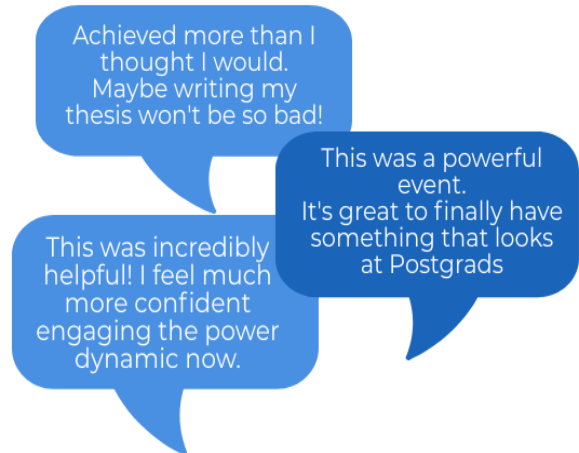 Achieved more than I
thought I would.
Maybe writing my
thesis won't be so bad!
This was a powerful
event.
It's great to finally have
something that looks
at Postgrads
This was incredibly
helpful! I feel much
more confident
engaging the power
dynamic now.